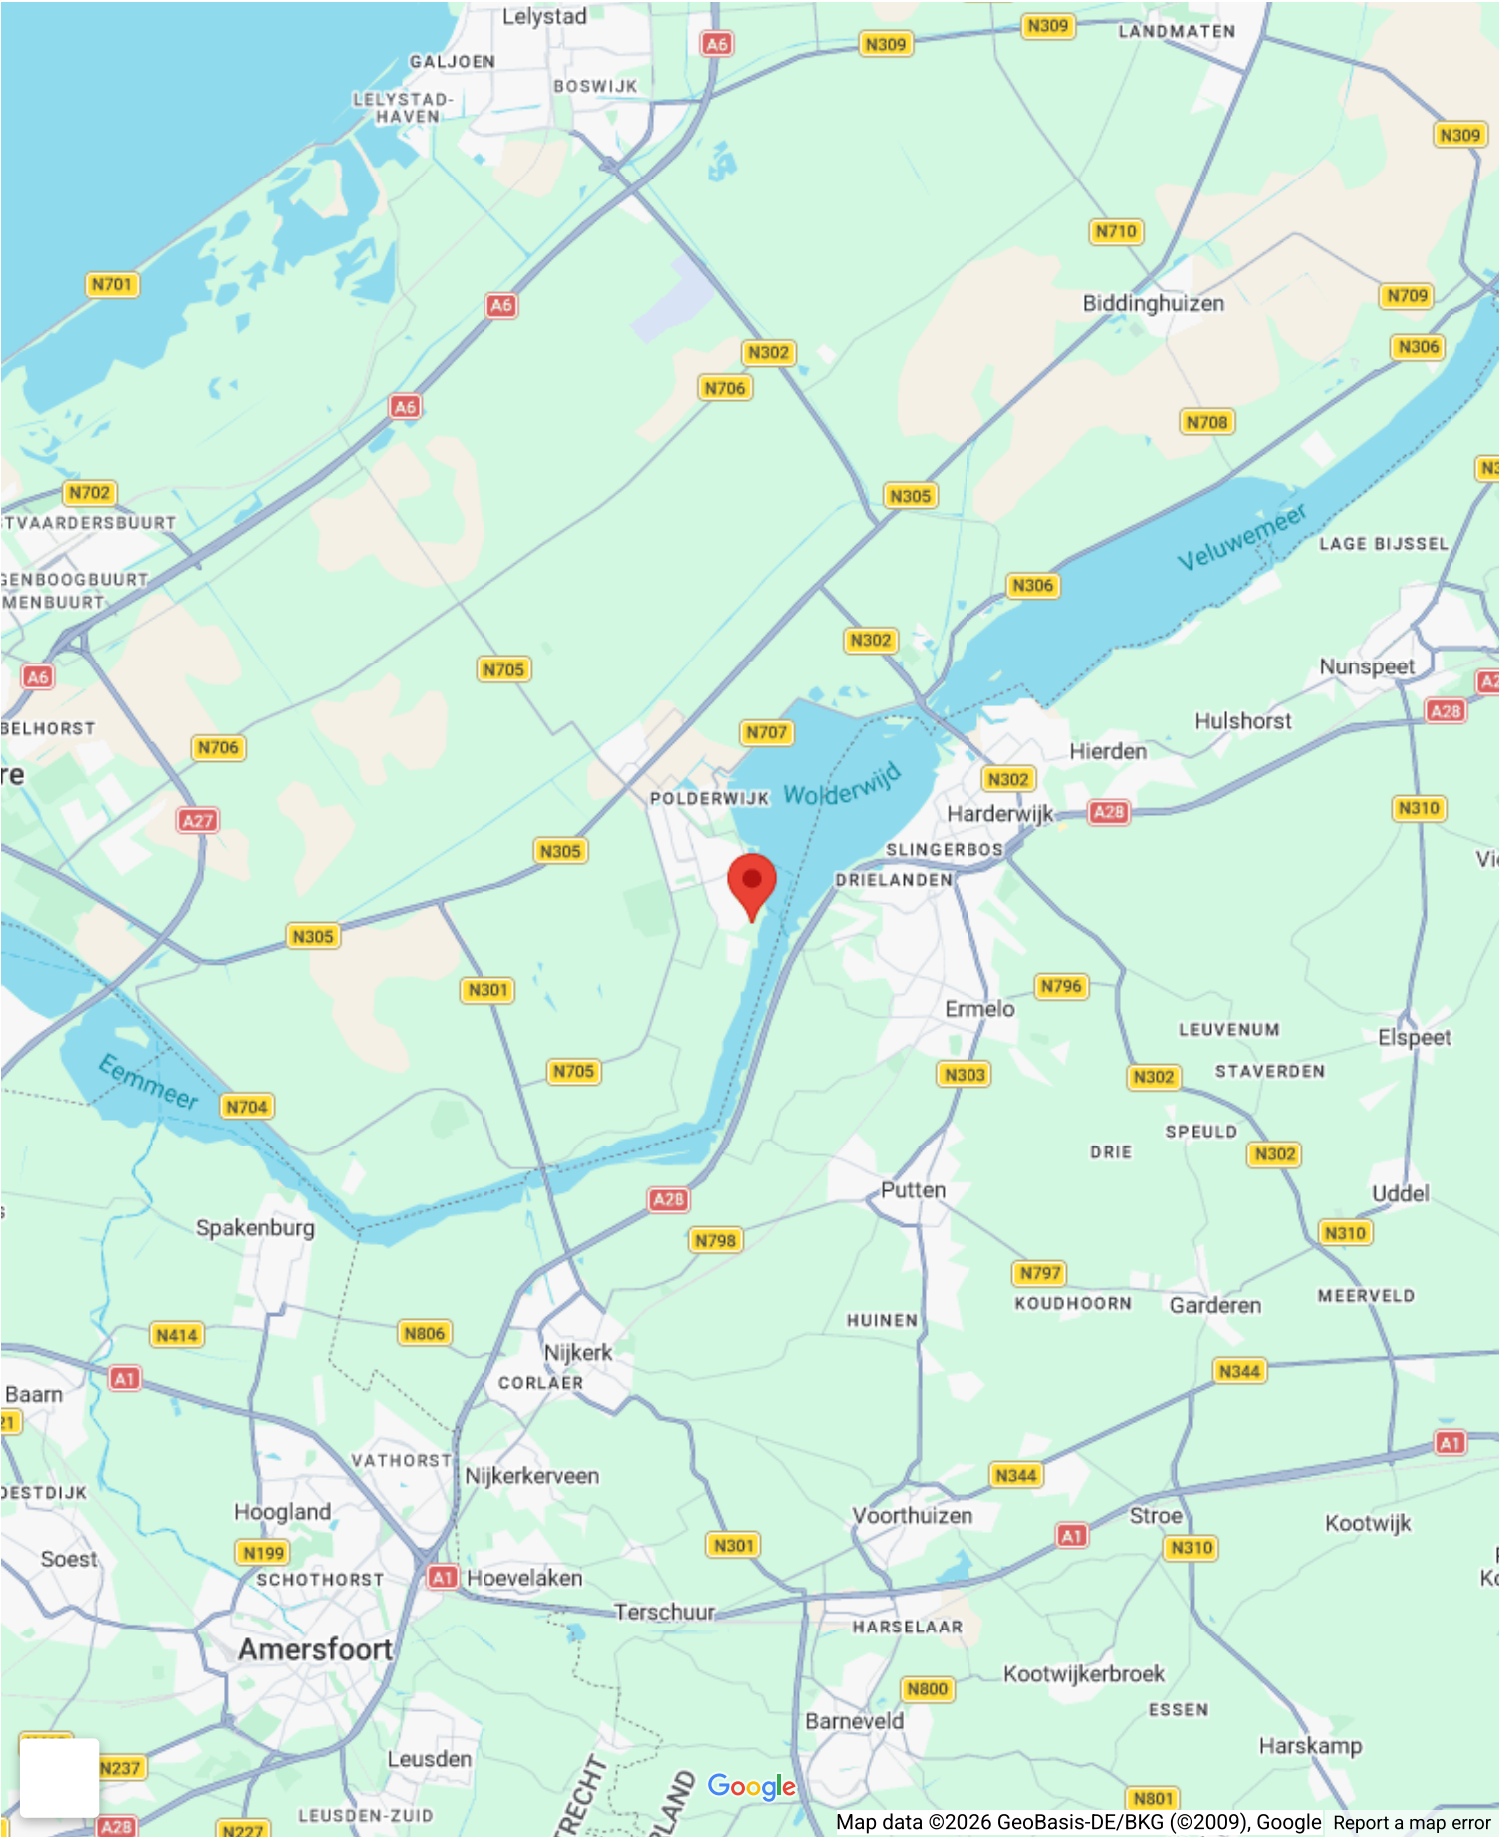 Lelystad
A6
N309
N309
LANDMATEN
GALJOEN
BOSWIJK
LELYSTAD-
HAVEN
N309
N710
N701
A6
Biddinghuizen
N709
N302
N306
N706
A6
N708
N702
N305
TVAARDERSBUURT
Veluwemeer
LAGE BIJSSEL
GENBOOGBUURT
MENBUURT
N306
N302
A6
N705
Nunspeet
A28
BELHORST
N706
N707
Hulshorst
Hierden
re
Wolderwijd
N302
POLDERWIJK
Harderwijk
A28
N310
A27
N305
SLINGERBOS
DRIELANDEN
N305
N301
N796
Ermelo
LEUVENUM
Elspeet
Eemmeer
N705
N303
N302
STAVERDEN
N704
SPEULD
DRIE
N302
A28
Putten
Uddel
Spakenburg
N798
N310
N797
KOUDHOORN
Garderen
MEERVELD
HUINEN
N414
N806
Nijkerk
A1
CORLAER
N344
Baarn
21
A1
VATHORST
Nijkerkerveen
N344
OESTDIJK
Hoogland
Voorthuizen
Stroe
Kootwijk
A1
N199
N301
N310
Soest
SCHOTHORST
A1
Hoevelaken
Terschuur
HARSELAAR
Amersfoort
Kootwijkerbroek
N800
ESSEN
Barneveld
Harskamp
Leusden
N237
Google
N801
LEUSDEN-ZUID
TRECHT
PLAND
A28
N227
Map data ©2026 GeoBasis-DE/BKG (©2009), Google
Report a map error